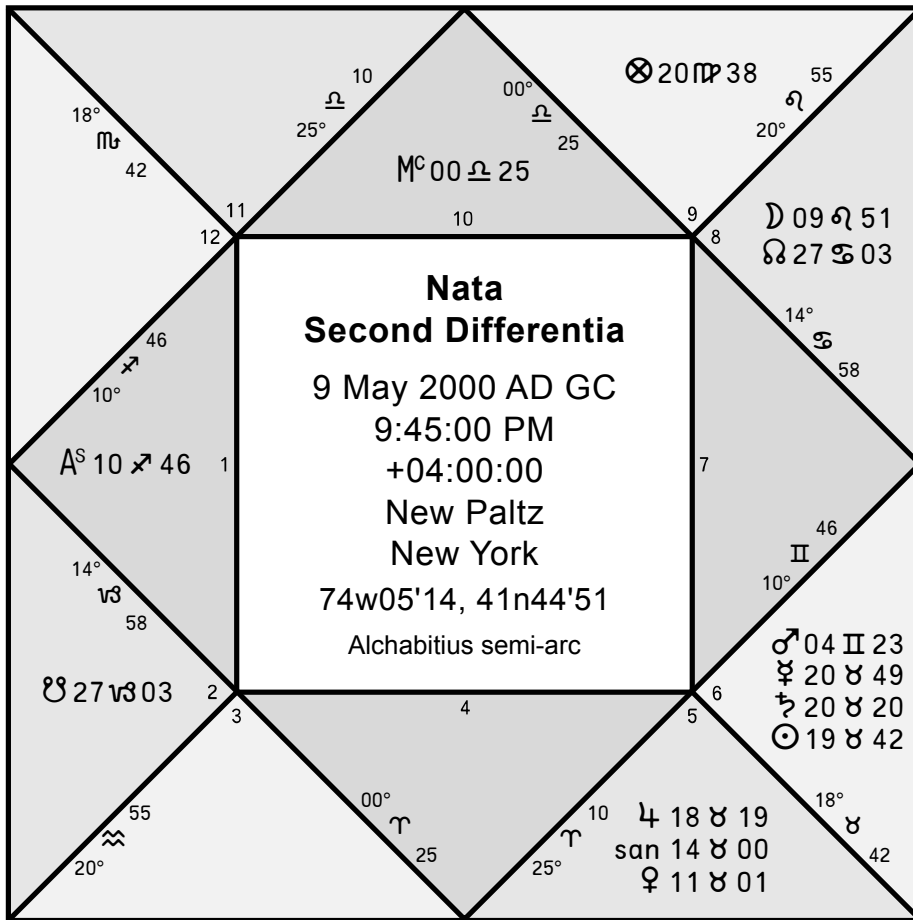 10
♎
25°
18°
♏
42
00°
♎
25
⊗ 20 ♍ 38
55
♌
20°
Mᶜ 00 ♎ 25
11
12
10
9
8
☽ 09 ♌ 51
☊ 27 ♋ 03
14°
♋
58
Nata
Second Differentia
9 May 2000 AD GC
9:45:00 PM
+04:00:00
New Paltz
New York
74w05'14, 41n44'51
Alchabitius semi-arc
46
♐
10°
Aˢ 10 ♐ 46
1
7
46
♊
10°
14°
♑
58
☋ 27 ♑ 03
2
3
4
5
6
♂ 04 ♊ 23
☿ 20 ♉ 49
♄ 20 ♉ 20
☉ 19 ♉ 42
55
♒
20°
00°
♈
25
10
♈
25°
♃ 18 ♉ 19
san 14 ♉ 00
♀ 11 ♉ 01
18°
♉
42